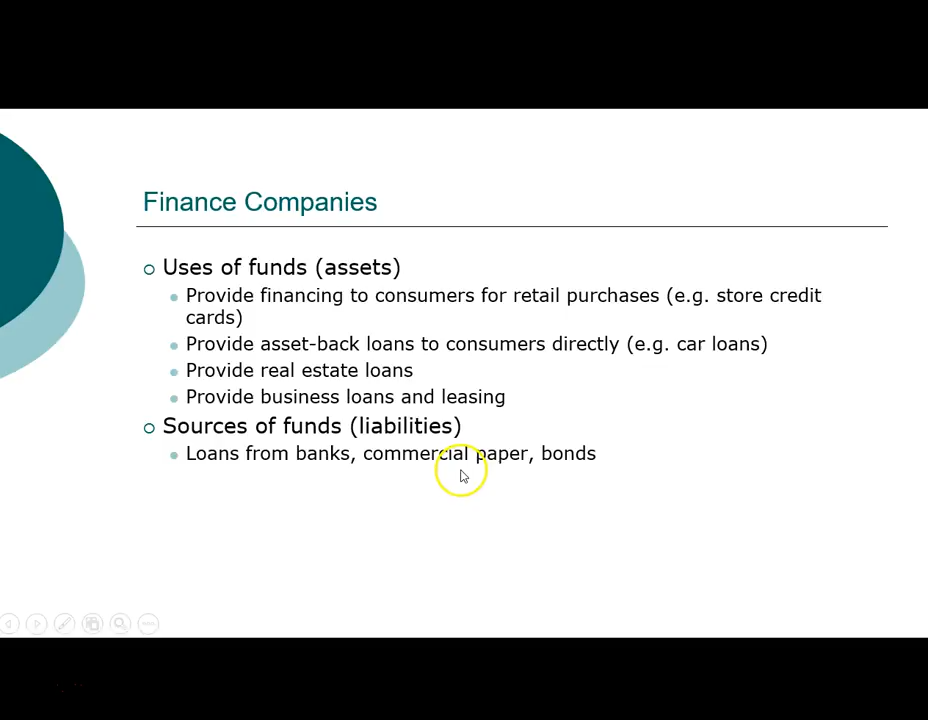 Finance Companies
Uses of funds (assets)
Provide financing to consumers for retail purchases (e.g. store credit
cards)
Provide asset-back loans to consumers directly (e.g. car loans)
Provide real estate loans
Provide business loans and leasing
Sources of funds (liabilities)
Loans from banks, commercial paper, bonds